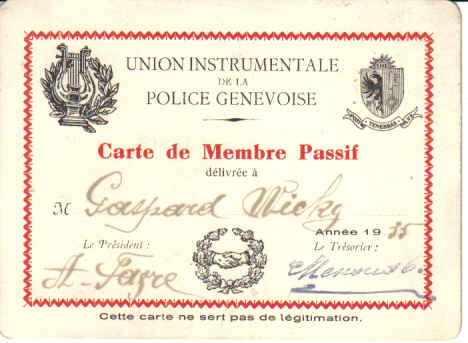 UNION INSTRUMENTALE
DE LA
POLICE GENEVOISE
POST TENEBRAS LUX
Carte de Membre Passif
délivrée à
M Gaspard Wicky
Année 1935
Le Président :
Le Trésorier :
A. Favre
Cette carte ne sert pas de légitimation.